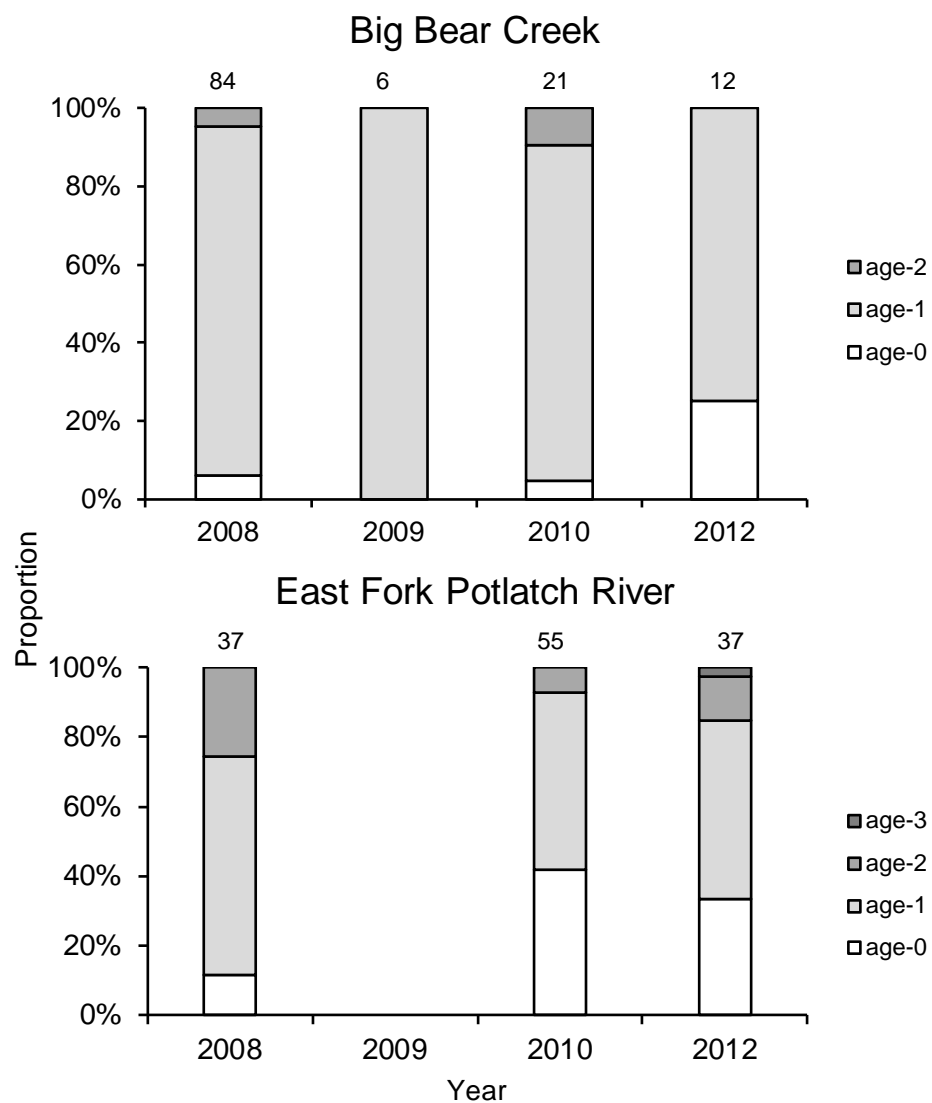 Big Bear Creek
84 6 21 12
100%
80%
60%
40%
20%
0%
2008 2009 2010 2012
age-2
age-1
age-0
Proportion
East Fork Potlatch River
37 55 37
100%
80%
60%
40%
20%
0%
2008 2009 2010 2012
Year
age-3
age-2
age-1
age-0